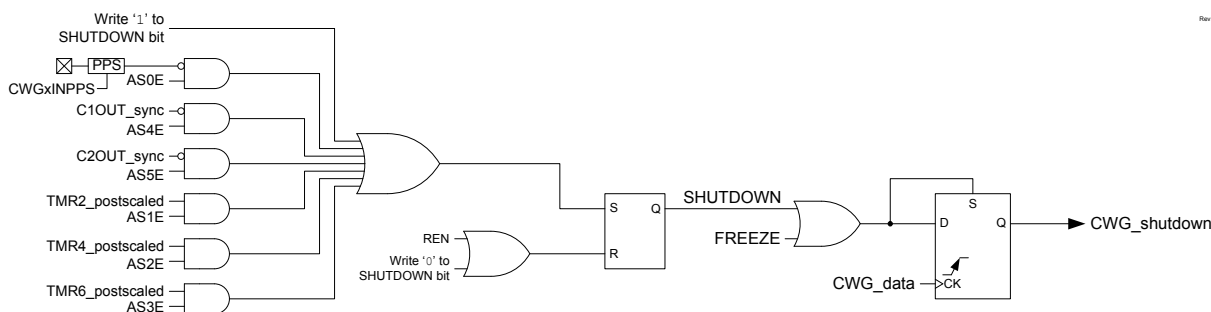 Write '1' to
SHUTDOWN bit
Rev
PPS
AS0E
CWGxINPPS
C1OUT_sync
AS4E
C2OUT_sync
AS5E
TMR2_postscaled
AS1E
TMR4_postscaled
AS2E
TMR6_postscaled
AS3E
REN
Write '0' to
SHUTDOWN bit
S
Q
R
SHUTDOWN
FREEZE
S
D
Q
CK
CWG_data
CWG_shutdown